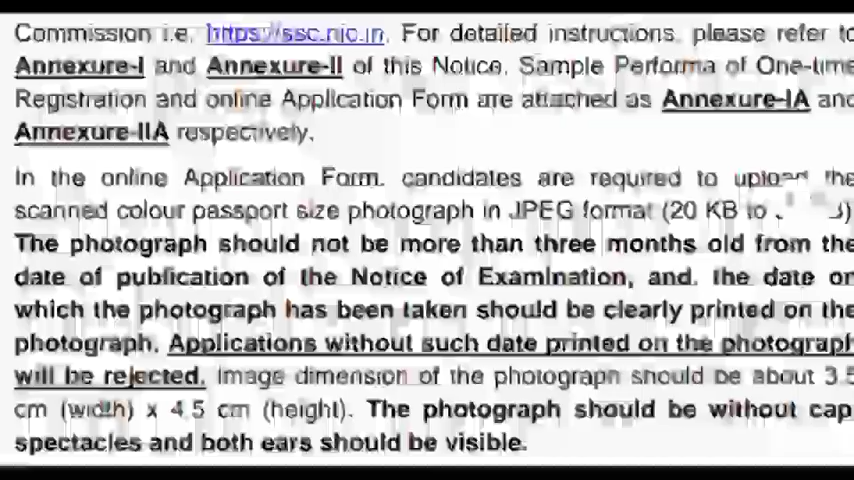 Commission i.e. https://ssc.nic.in. For detailed instructions, please refer to
Annexure-I and Annexure-II of this Notice. Sample Performa of One-time
Registration and online Application Form are attached as Annexure-IA and
Annexure-IIA respectively.
In the online Application Form, candidates are required to upload the
scanned colour passport size photograph in JPEG format (20 KB to
The photograph should not be more than three months old from the
date of publication of the Notice of Examination, and. the date on
which the photograph has been taken should be clearly printed on the
photograph. Applications without such date printed on the photograph
will be rejected. Image dimension of the photograph should be about 3.5
cm (width) x 4.5 cm (height). The photograph should be without cap
spectacles and both ears should be visible.